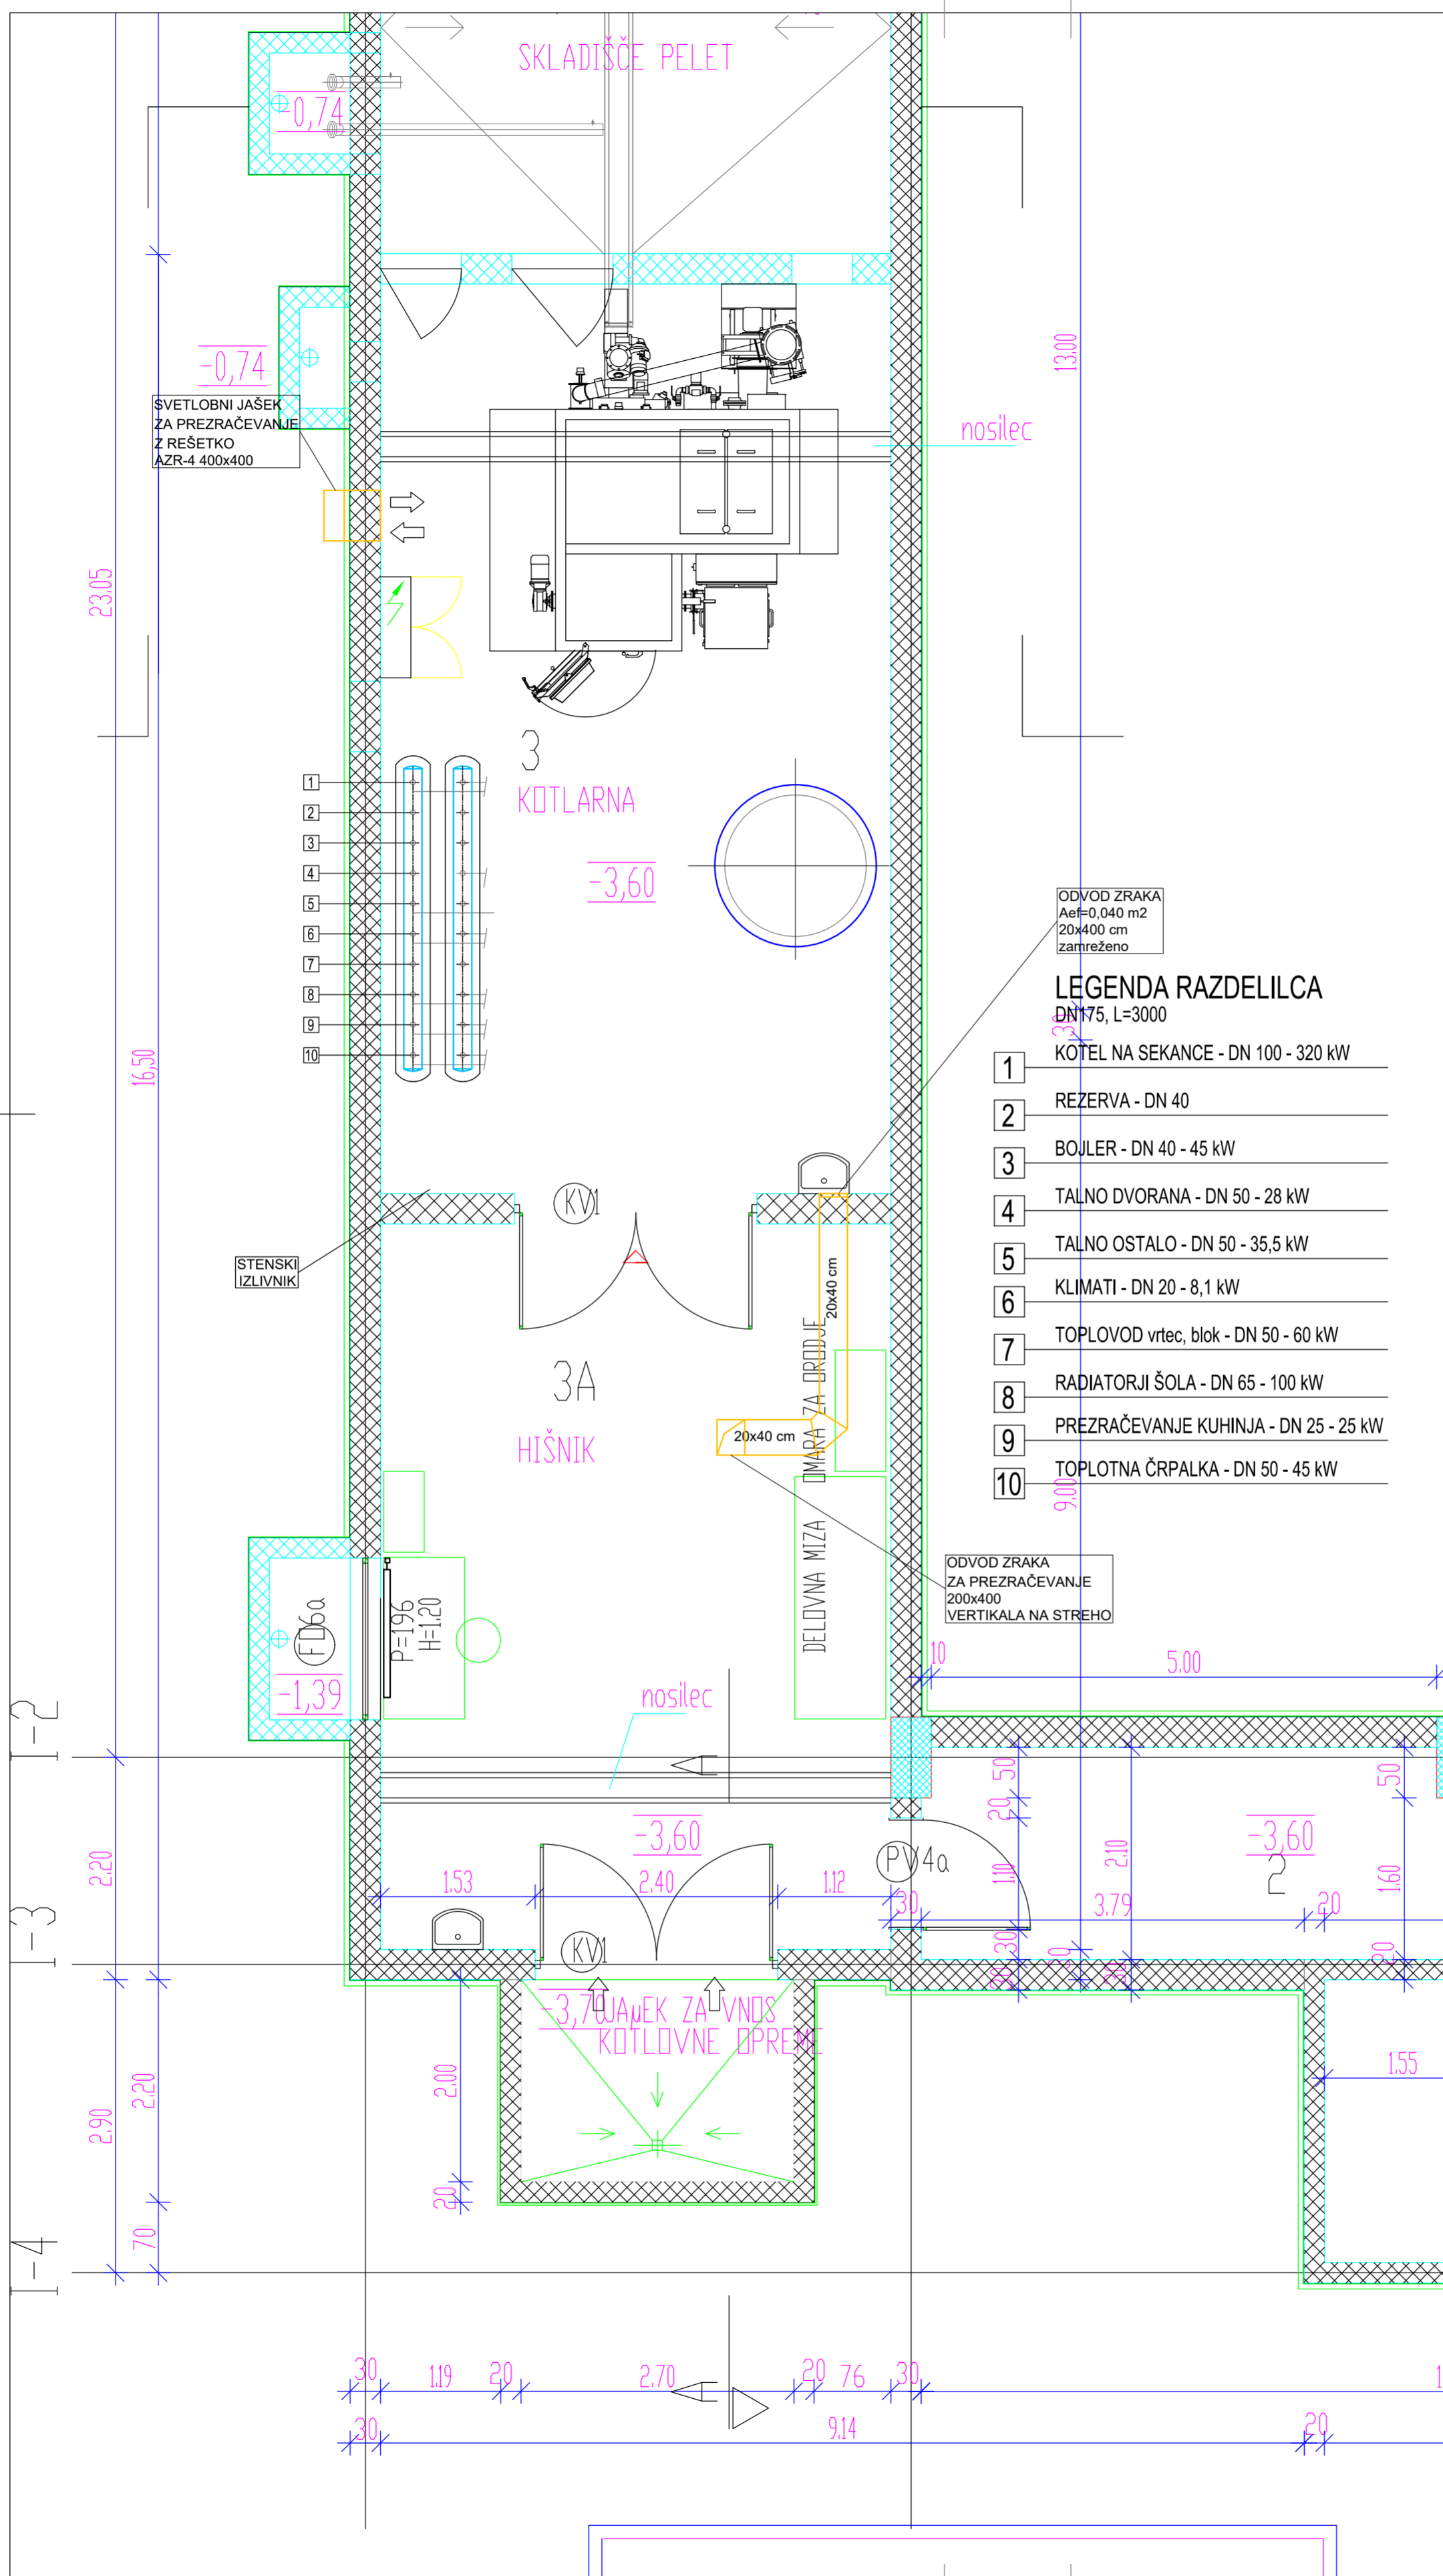 SKLADIŠČE PELET
-0,74
-0,74
SVETLOBNI JAŠEK
ZA PREZRAČEVANJE
Z REŠETKO
AZR-4 400x400
nosilec
13.00
23.05
16,50
3
KOTLARNA
-3,60
1
2
3
4
5
6
7
8
9
10
ODVOD ZRAKA
Aef=0,040 m2
20x400 cm
zamreženo
LEGENDA RAZDELILCA
DN175, L=3000
30
1 KOTEL NA SEKANCE - DN 100 - 320 kW
2 REZERVA - DN 40
3 BOJLER - DN 40 - 45 kW
4 TALNO DVORANA - DN 50 - 28 kW
5 TALNO OSTALO - DN 50 - 35,5 kW
6 KLIMATI - DN 20 - 8,1 kW
7 TOPLOVOD vrtec, blok - DN 50 - 60 kW
8 RADIATORJI ŠOLA - DN 65 - 100 kW
9 PREZRAČEVANJE KUHINJA - DN 25 - 25 kW
10 TOPLOTNA ČRPALKA - DN 50 - 45 kW
9.00
KV1
STENSKI
IZLIVNIK
20x40 cm
OMARA ZA ORODJE
3A
HIŠNIK
20x40 cm
DELOVNA MIZA
ODVOD ZRAKA
ZA PREZRAČEVANJE
200x400
VERTIKALA NA STREHO
FD6a
P=196
H=1.20
-1,39
nosilec
10
5.00
I-2
50
20
1.10
2.10
50
1.60
-3,60
2
-3,60
PV4a
2.20
1.53
2.40
1.12
30
3.79
20
I-3
KV1
30
30
30
30
20
-3,70
JAµEK ZA VNOS
KOTLOVNE OPREME
2.00
20
1.55
2.20
2.90
70
I-4
30
1.19
20
2.70
20
76
30
30
9.14
20